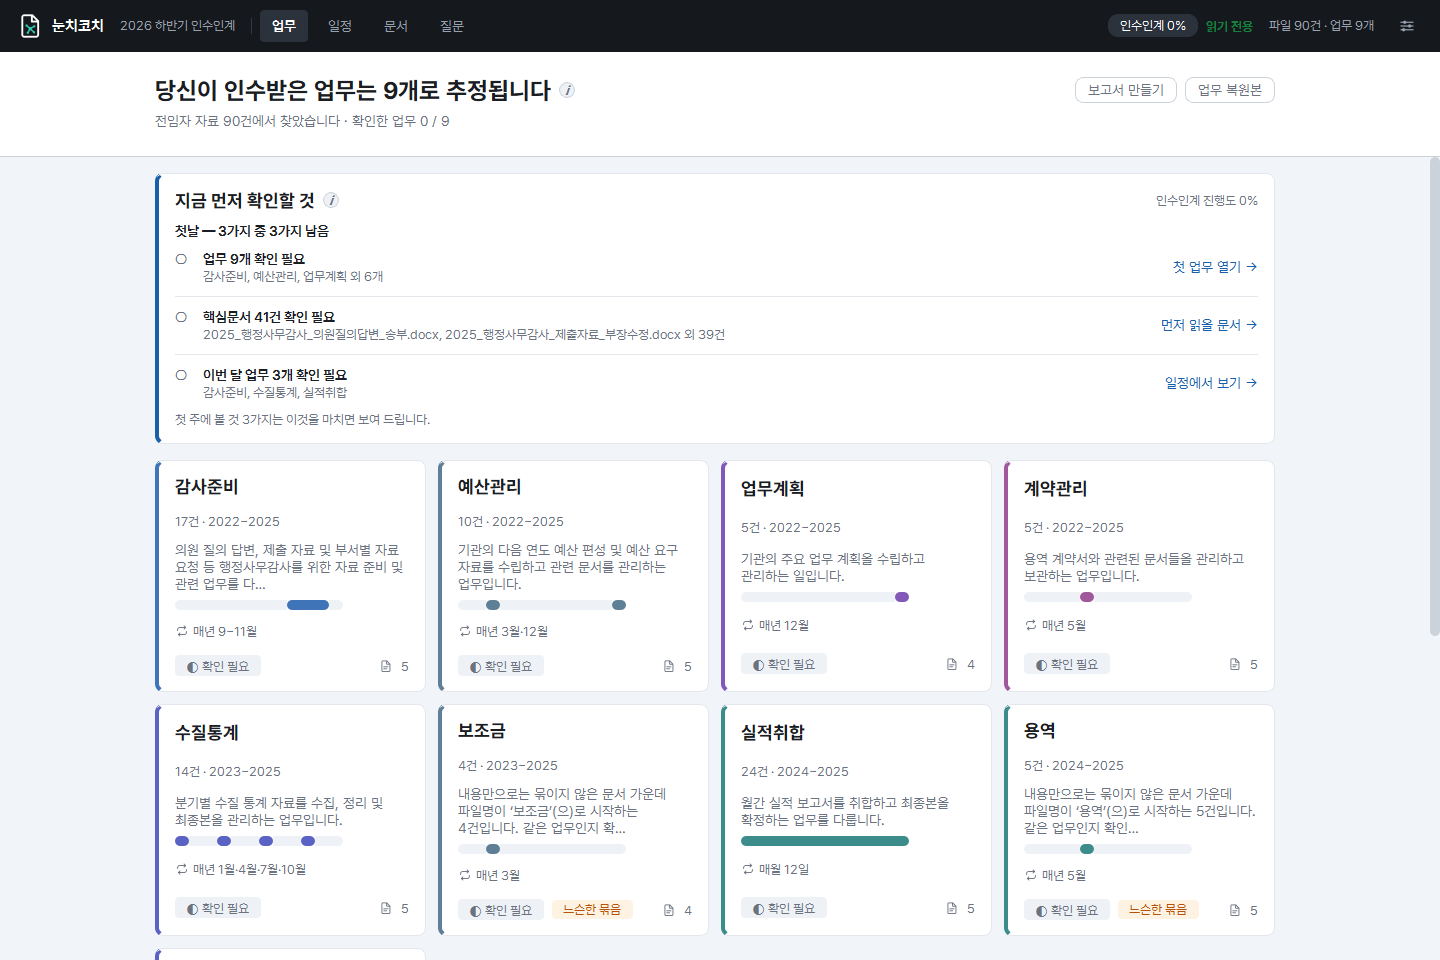 눈치코치 2026 하반기 인수인계 업무 일정 문서 질문 인수인계 0% 읽기 전용 파일 90건 · 업무 9개
당신이 인수받은 업무는 9개로 추정됩니다 i 보고서 만들기 업무 복원본
전임자 자료 90건에서 찾았습니다 · 확인한 업무 0 / 9
지금 먼저 확인할 것 i 인수인계 진행도 0%
첫날 — 3가지 중 3가지 남음
업무 9개 확인 필요
감사준비, 예산관리, 업무계획 외 6개
첫 업무 열기 →
핵심문서 41건 확인 필요
2025_행정사무감사_의원질의답변_송부.docx, 2025_행정사무감사_제출자료_부장수정.docx 외 39건
먼저 읽을 문서 →
이번 달 업무 3개 확인 필요
감사준비, 수질통계, 실적취합
일정에서 보기 →
첫 주에 볼 것 3가지는 이것을 마치면 보여 드립니다.
감사준비
17건 · 2022–2025
의원 질의 답변, 제출 자료 및 부서별 자료
요청 등 행정사무감사를 위한 자료 준비 및
관련 업무를 다...
매년 9–11월
확인 필요 5
예산관리
10건 · 2022–2025
기관의 다음 연도 예산 편성 및 예산 요구
자료를 수립하고 관련 문서를 관리하는
업무입니다.
매년 3월·12월
확인 필요 5
업무계획
5건 · 2022–2025
기관의 주요 업무 계획을 수립하고
관리하는 일입니다.
매년 12월
확인 필요 4
계약관리
5건 · 2022–2025
용역 계약서와 관련된 문서들을 관리하고
보관하는 업무입니다.
매년 5월
확인 필요 5
수질통계
14건 · 2023–2025
분기별 수질 통계 자료를 수집, 정리 및
최종본을 관리하는 업무입니다.
매년 1월·4월·7월·10월
확인 필요 5
보조금
4건 · 2023–2025
내용만으로는 묶이지 않은 문서 가운데
파일명이 ‘보조금’(으)로 시작하는
4건입니다. 같은 업무인지 확...
매년 3월
확인 필요 느슨한 묶음 4
실적취합
24건 · 2024–2025
월간 실적 보고서를 취합하고 최종본을
확정하는 업무를 다룹니다.
매월 12일
확인 필요 5
용역
5건 · 2024–2025
내용만으로는 묶이지 않은 문서 가운데
파일명이 ‘용역’(으)로 시작하는 5건입니다.
같은 업무인지 확인...
매년 5월
확인 필요 느슨한 묶음 5